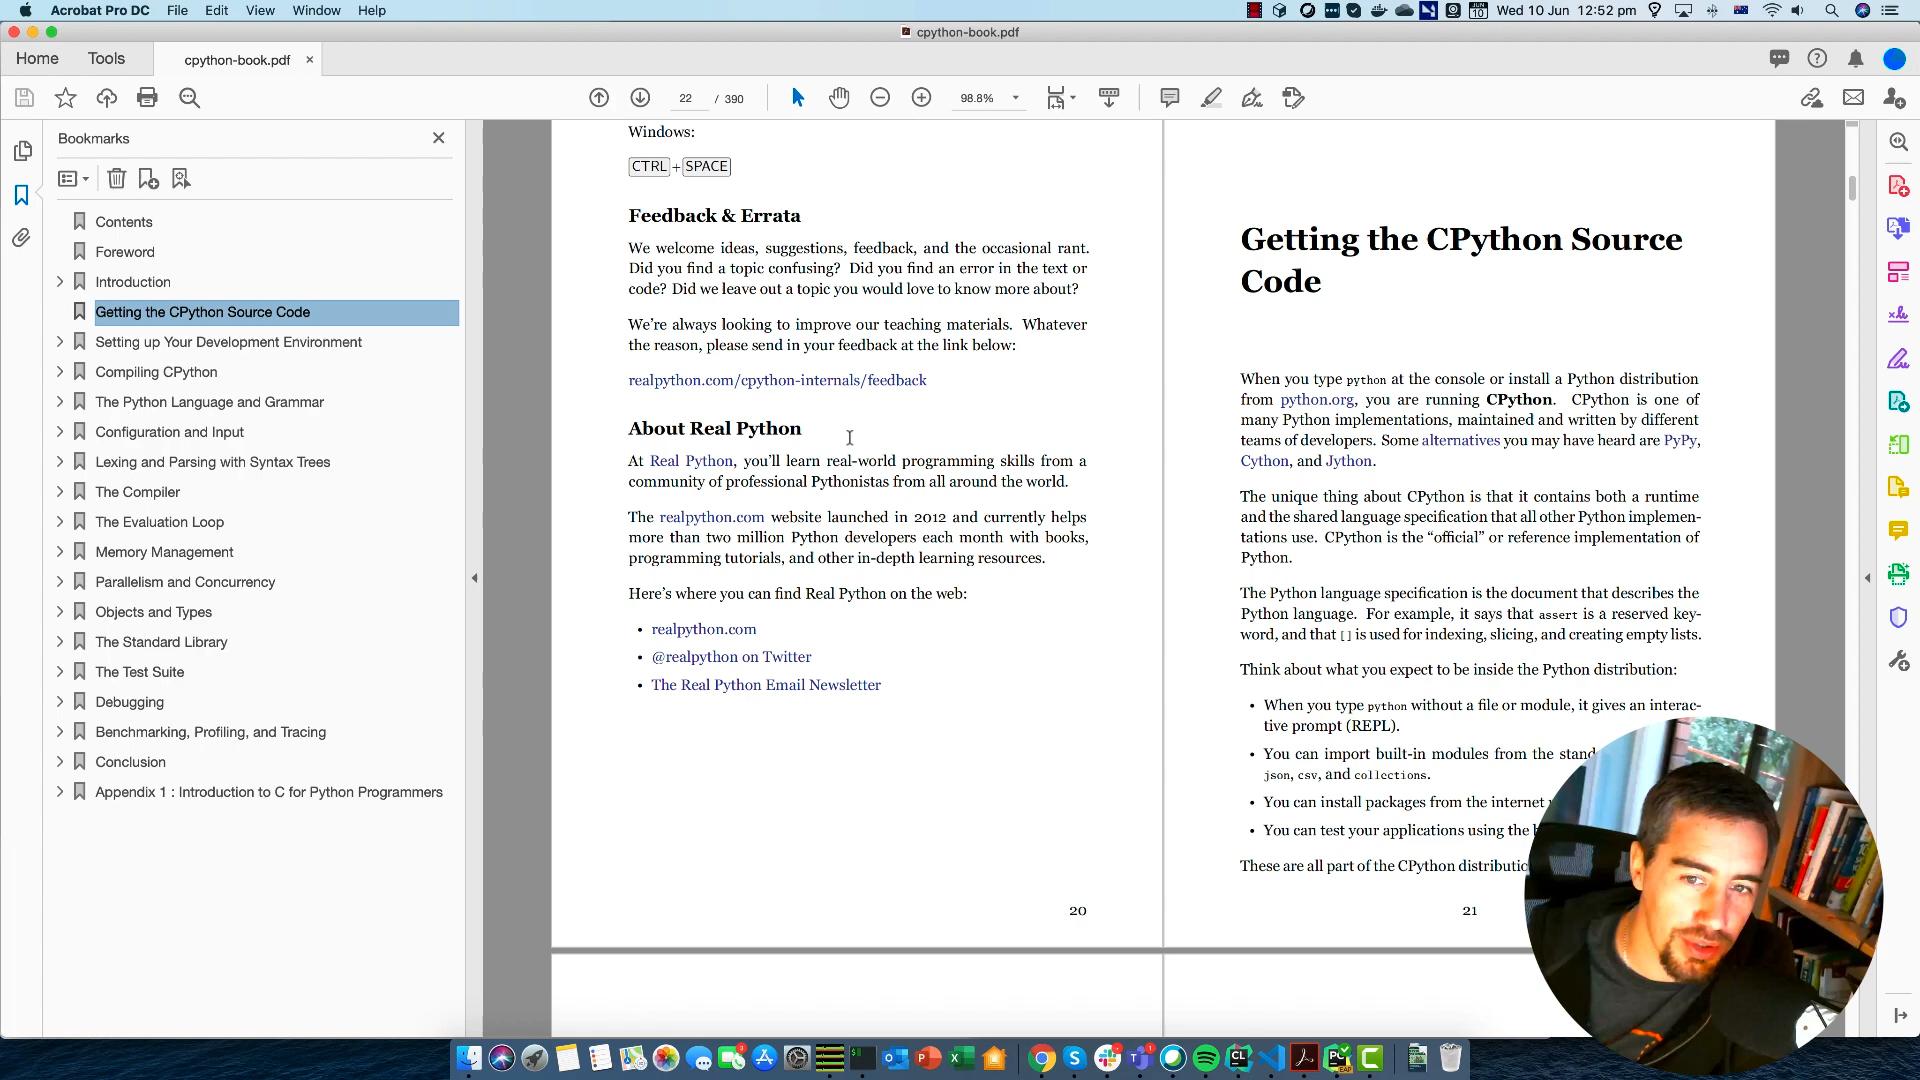 Acrobat Pro DC File Edit View Window Help
Wed 10 Jun 12:52 pm
cpython-book.pdf
Home Tools cpython-book.pdf ×
22 / 390 98.8%
Bookmarks
Contents
Foreword
Introduction
Getting the CPython Source Code
Setting up Your Development Environment
Compiling CPython
The Python Language and Grammar
Configuration and Input
Lexing and Parsing with Syntax Trees
The Compiler
The Evaluation Loop
Memory Management
Parallelism and Concurrency
Objects and Types
The Standard Library
The Test Suite
Debugging
Benchmarking, Profiling, and Tracing
Conclusion
Appendix 1 : Introduction to C for Python Programmers
Windows:
CTRL + SPACE
Feedback & Errata
We welcome ideas, suggestions, feedback, and the occasional rant.
Did you find a topic confusing? Did you find an error in the text or
code? Did we leave out a topic you would love to know more about?
We’re always looking to improve our teaching materials. Whatever
the reason, please send in your feedback at the link below:
realpython.com/cpython-internals/feedback
About Real Python
At Real Python, you’ll learn real-world programming skills from a
community of professional Pythonistas from all around the world.
The realpython.com website launched in 2012 and currently helps
more than two million Python developers each month with books,
programming tutorials, and other in-depth learning resources.
Here’s where you can find Real Python on the web:
• realpython.com
• @realpython on Twitter
• The Real Python Email Newsletter
20
Getting the CPython Source
Code
When you type python at the console or install a Python distribution
from python.org, you are running CPython. CPython is one of
many Python implementations, maintained and written by different
teams of developers. Some alternatives you may have heard are PyPy,
Cython, and Jython.
The unique thing about CPython is that it contains both a runtime
and the shared language specification that all other Python implemen-
tations use. CPython is the “official” or reference implementation of
Python.
The Python language specification is the document that describes the
Python language. For example, it says that assert is a reserved key-
word, and that [] is used for indexing, slicing, and creating empty lists.
Think about what you expect to be inside the Python distribution:
• When you type python without a file or module, it gives an interac-
tive prompt (REPL).
• You can import built-in modules from the stand
json, csv, and collections.
• You can install packages from the internet
• You can test your applications using the
These are all part of the CPython distributio
21